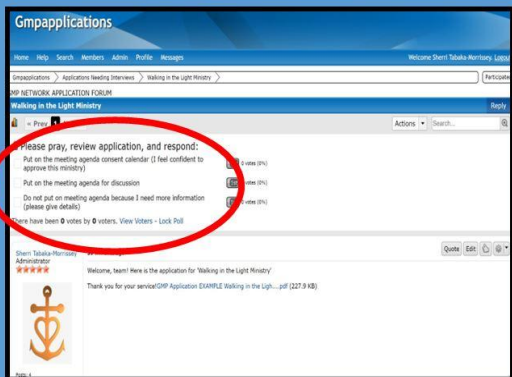 Gmpapplications
Home Help Search Members Admin Profile Messages Welcome Sherri Tabaka-Morrissey. Logout
Gmpapplications > Applications Needing Interviews > Walking in the Light Ministry > Participate
MP NETWORK APPLICATION FORUM
Walking in the Light Ministry Reply
« Prev 1 Actions Search...
Please pray, review application, and respond:
Put on the meeting agenda consent calendar (I feel confident to approve this ministry) 0 votes (0%)
Put on the meeting agenda for discussion votes (0%)
Do not put on meeting agenda because I need more information (please give details) votes (0%)
There have been 0 votes by 0 voters. View Voters - Lock Poll
Sherri Tabaka-Morrissey Quote Edit
Administrator
Welcome, team! Here is the application for 'Walking in the Light Ministry'
Thank you for your service!GMP Application EXAMPLE Walking in the Ligh....pdf (227.9 KB)
Posts: 4